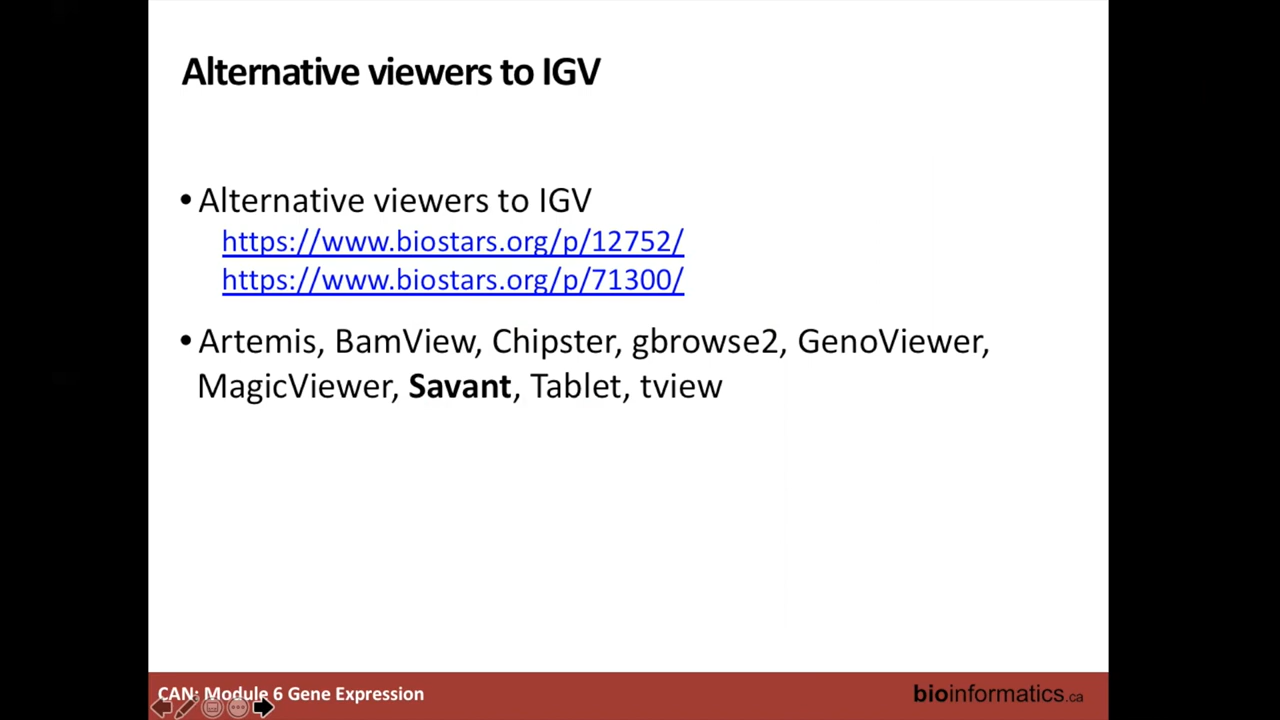 Alternative viewers to IGV
• Alternative viewers to IGV
https://www.biostars.org/p/12752/
https://www.biostars.org/p/71300/
• Artemis, BamView, Chipster, gbrowse2, GenoViewer,
MagicViewer, Savant, Tablet, tview
CAN: Module 6 Gene Expression
bioinformatics.ca